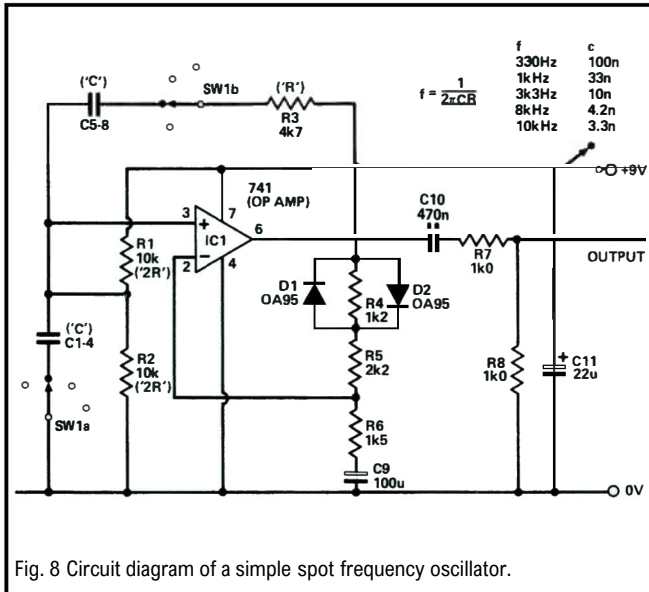 f c
330Hz 100n
1kHz 33n
3k3Hz 10n
8kHz 4.2n
10kHz 3.3n
f = 1
2πCR
('C')
C5-8
SW1b
('R')
R3
4k7
+9V
741
(OP AMP)
3
7
6
IC1
2
4
R1
10k
('2R')
C10
470n
R7
1k0
OUTPUT
D1
OA95
R4
1k2
D2
OA95
('C')
C1-4
R2
10k
('2R')
R5
2k2
R8
1k0
+
C11
22u
SW1a
R6
1k5
C9
100u
0V
Fig. 8 Circuit diagram of a simple spot frequency oscillator.